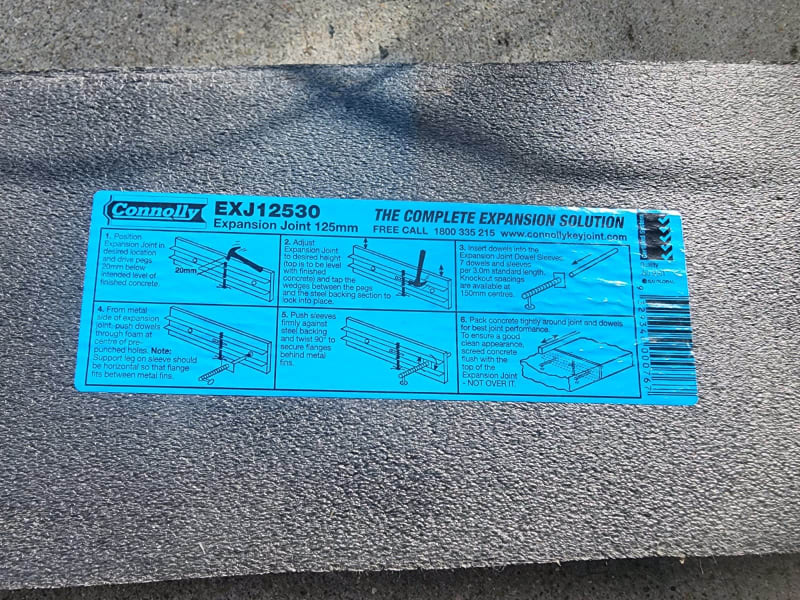 Connolly
EXJ12530
Expansion Joint 125mm
THE COMPLETE EXPANSION SOLUTION
FREE CALL 1800 335 215 www.connollykeyjoint.com
1. Position
Expansion Joint in
desired location
and drive pegs
20mm below
intended level of
finished concrete.
20mm
2. Adjust
Expansion Joint
to desired height
(top is to be level
with finished
concrete) and tap the
wedges between the pegs
and the steel backing section to
lock into place.
3. Insert dowels into the
Expansion Joint Dowel Sleeves,
7 dowels and sleeves
per 3.0m standard length.
Knockout spacings
are available at
150mm centres.
4. From metal
side of expansion
joint, push dowels
through foam at
centre of pre-
punched holes. Note:
Support leg on sleeve should
be horizontal so that flange
fits between metal fins.
5. Push sleeves
firmly against
steel backing
and twist 90° to
secure flanges
behind metal
fins.
6. Pack concrete tightly around joint and dowels
for best joint performance.
To ensure a good
clean appearance,
screed concrete
flush with the
top of the
Expansion Joint
- NOT OVER IT.
SAI GLOBAL